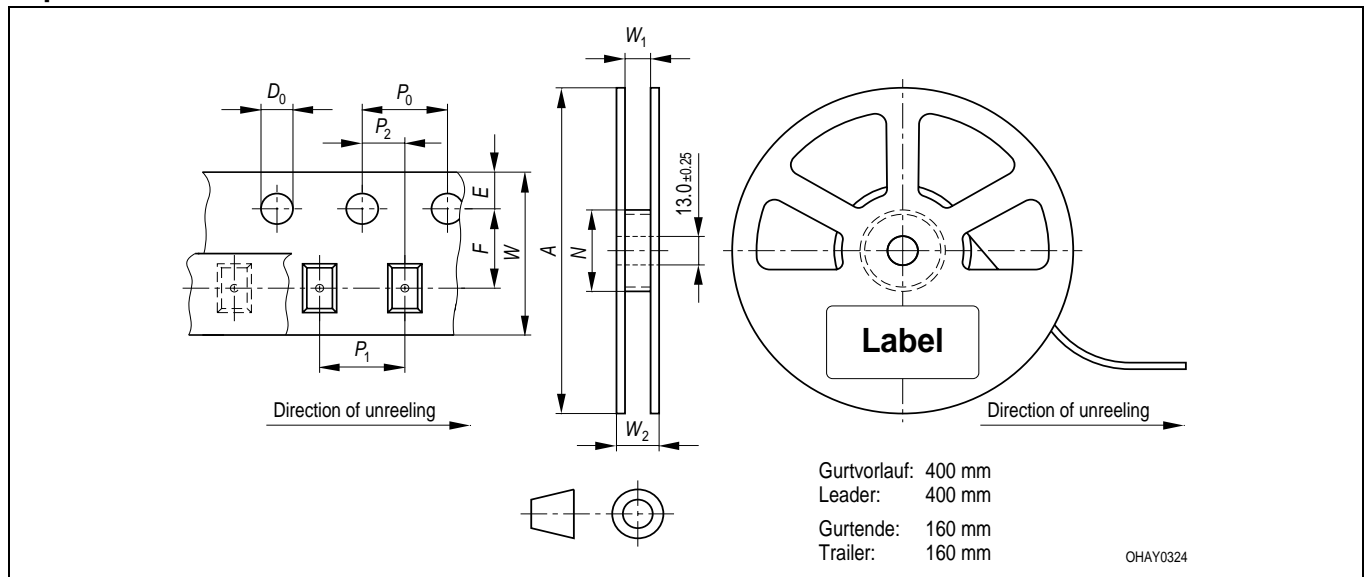 W1
D0
P0
P2
E
F
W
A
N
13.0 ±0.25
P1
Label
Direction of unreeling
W2
Direction of unreeling
Gurtvorlauf: 400 mm
Leader: 400 mm
Gurtende: 160 mm
Trailer: 160 mm
OHAY0324